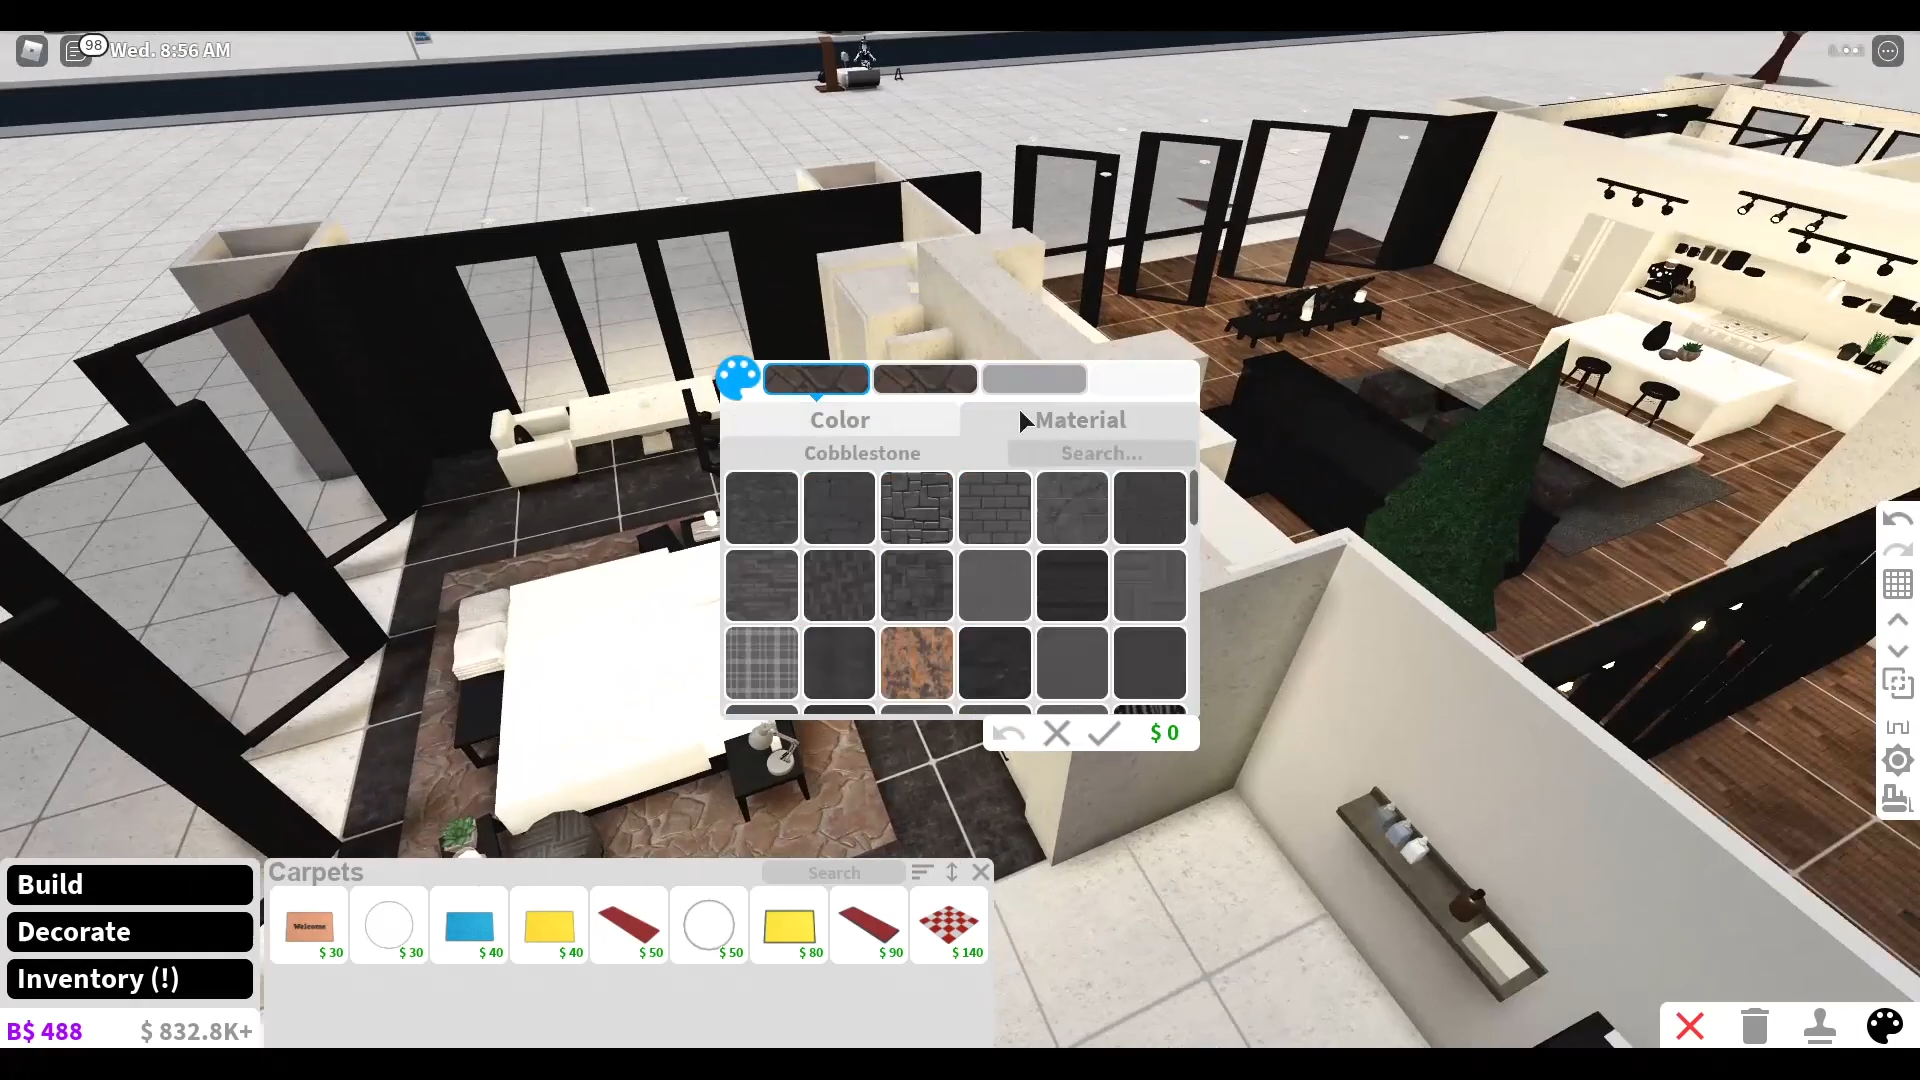 98
Wed. 8:56 AM
Color
Material
Cobblestone
Search...
$ 0
Build
Decorate
Inventory (!)
B$ 488
$ 832.8K+
Carpets
Search
Welcome
$ 30
$ 30
$ 40
$ 40
$ 50
$ 50
$ 80
$ 90
$ 140